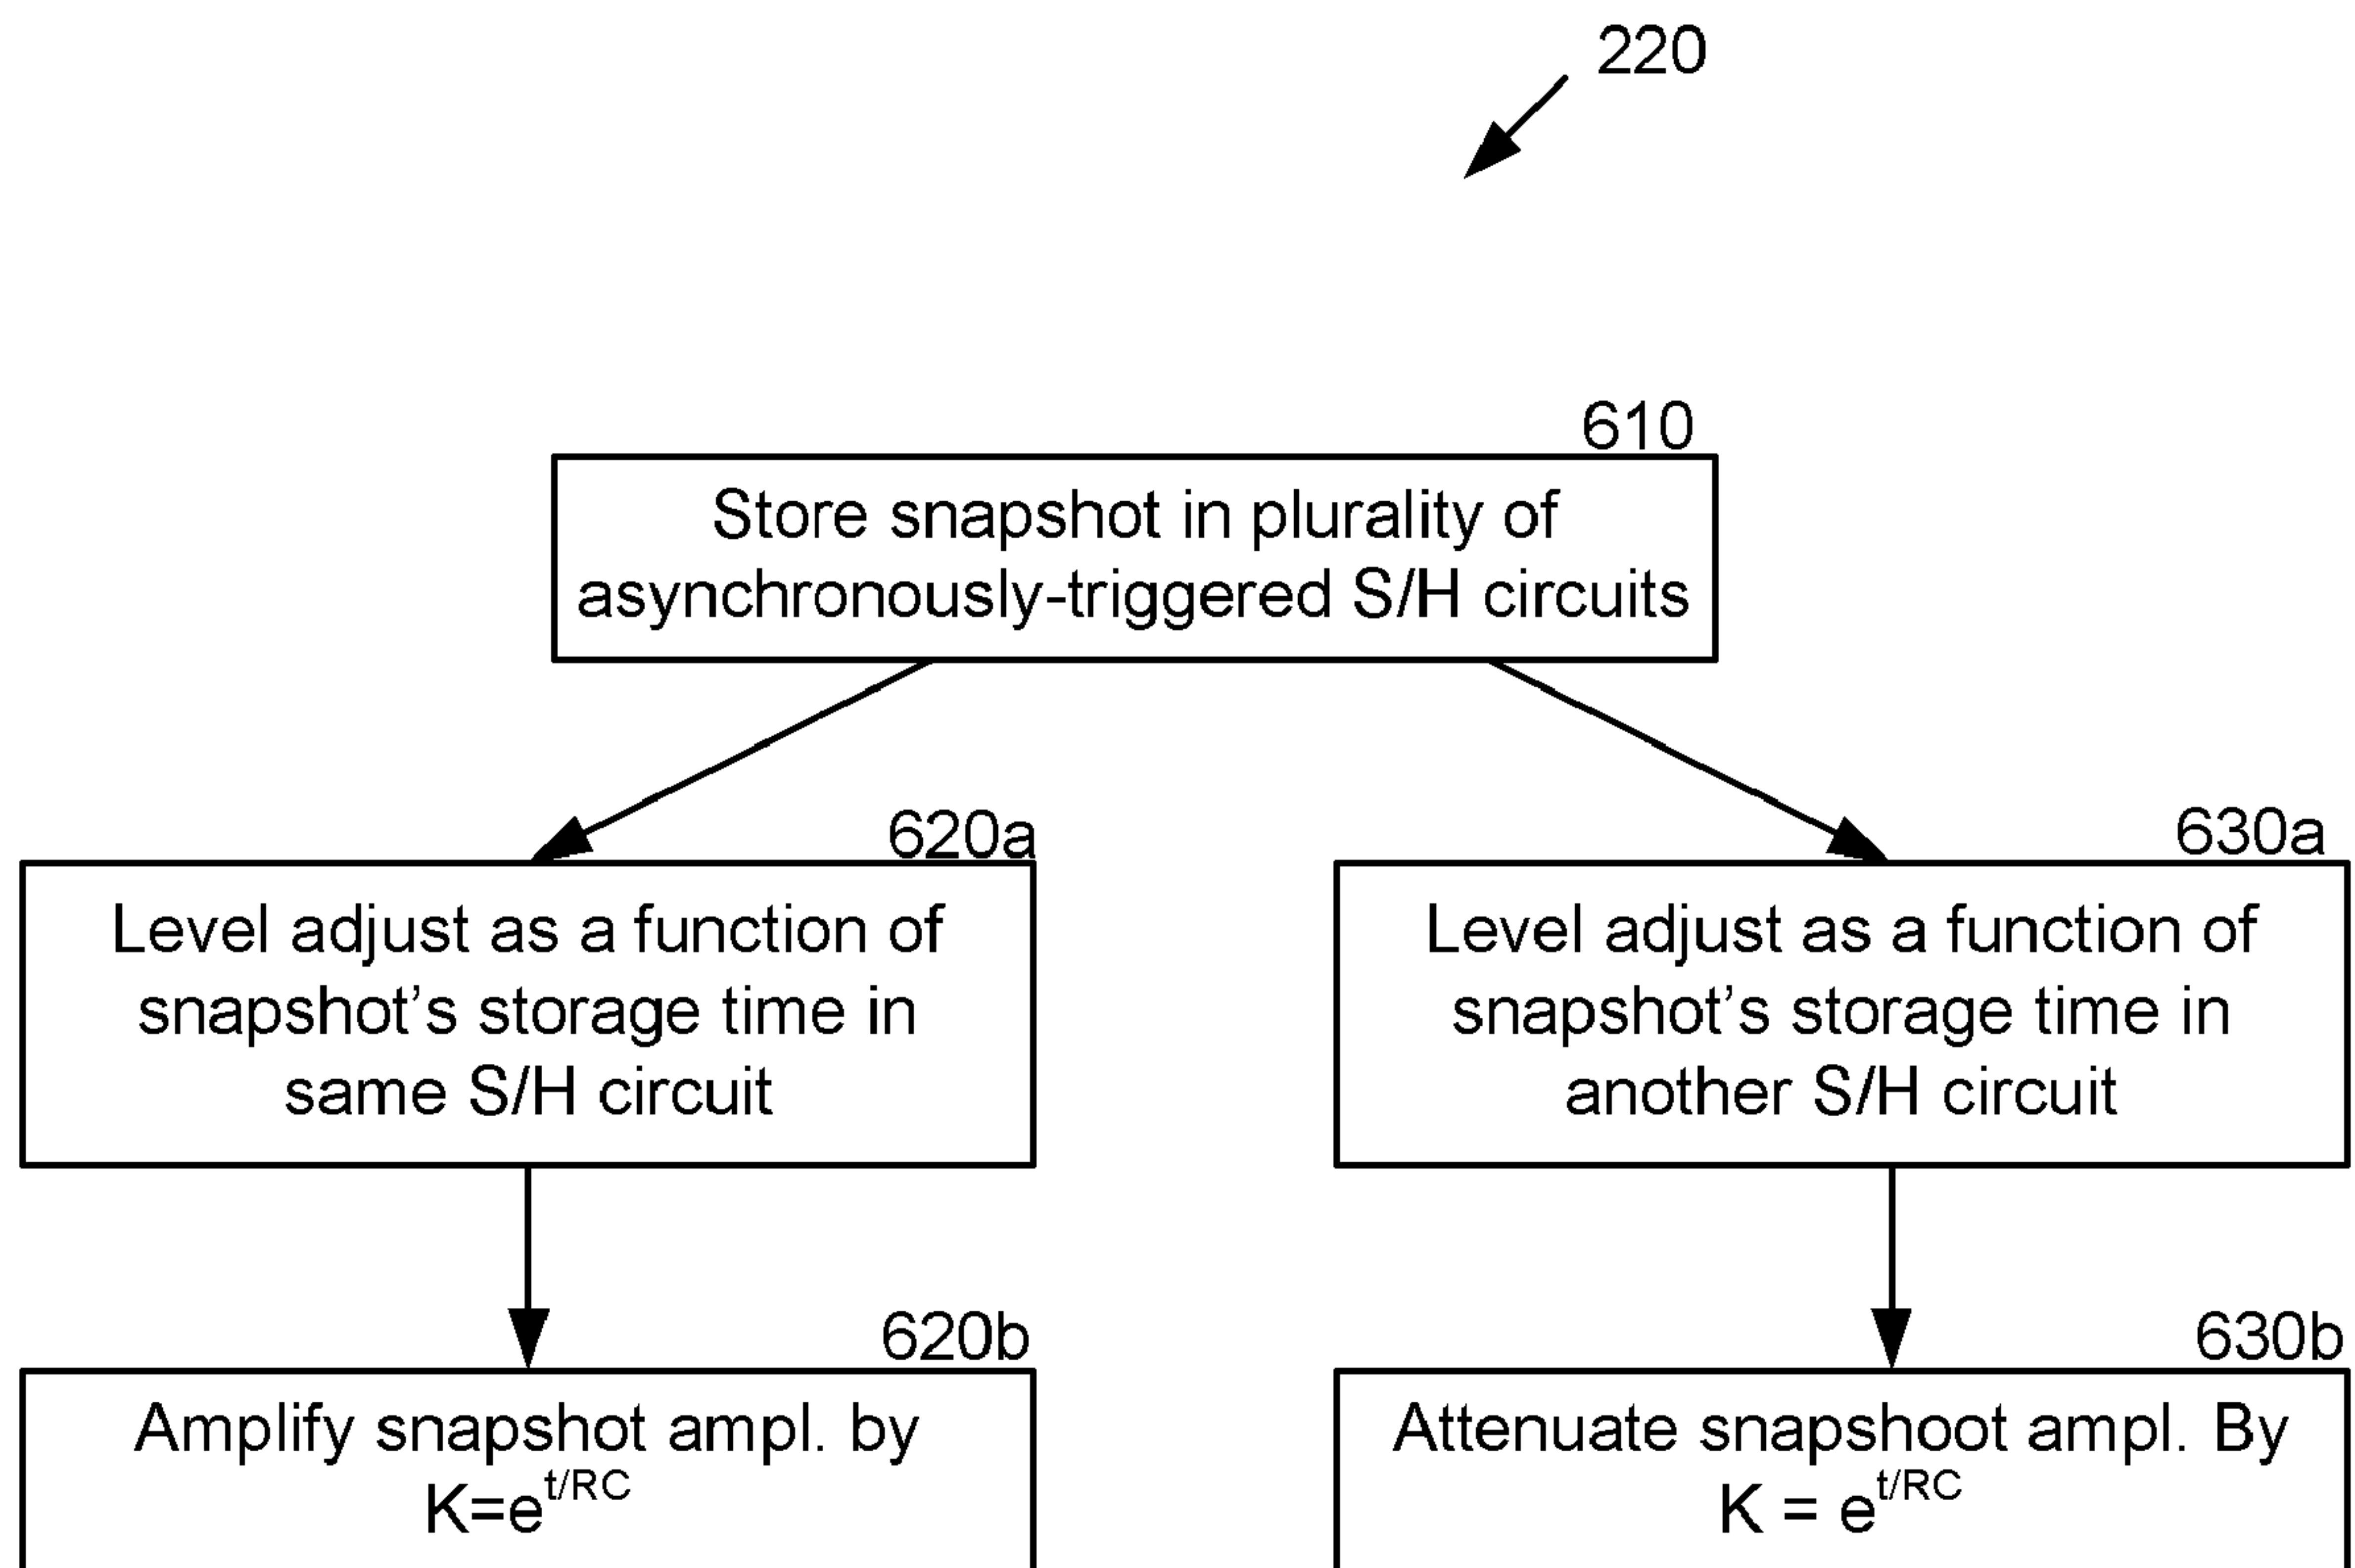 220
610
Store snapshot in plurality of
asynchronously-triggered S/H circuits
620a
Level adjust as a function of
snapshot’s storage time in
same S/H circuit
630a
Level adjust as a function of
snapshot’s storage time in
another S/H circuit
620b
Amplify snapshot ampl. by
K=e^t/RC
630b
Attenuate snapshoot ampl. By
K = e^t/RC